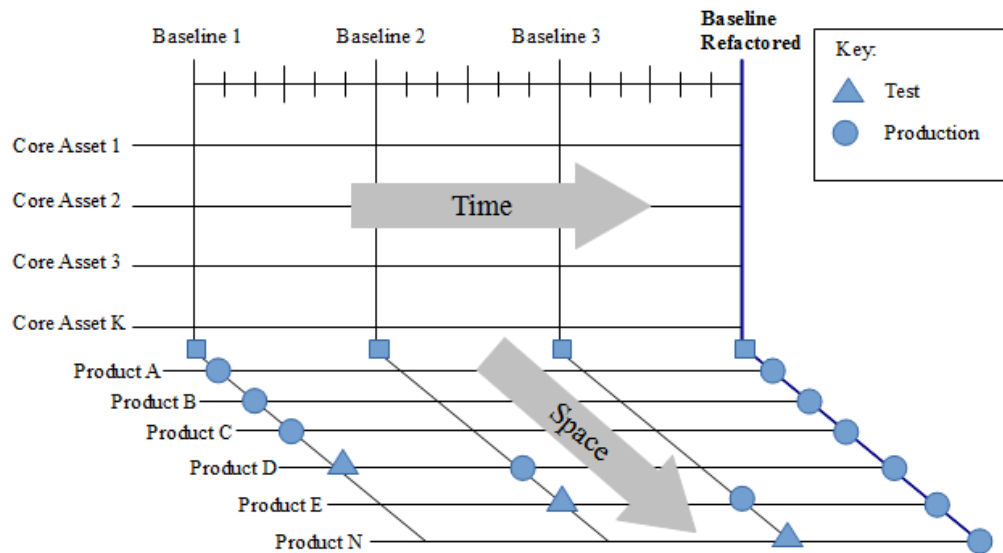 Baseline 1
Baseline 2
Baseline 3
Baseline
Refactored
Key:
Test
Production
Core Asset 1
Core Asset 2
Time
Core Asset 3
Core Asset K
Product A
Product B
Product C
Space
Product D
Product E
Product N